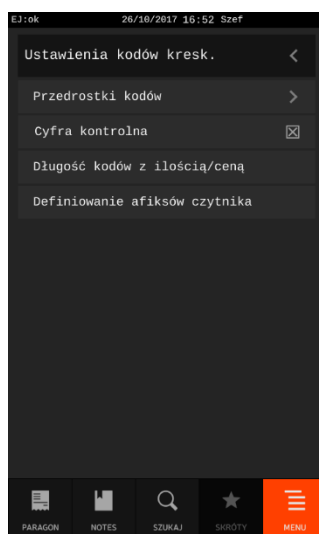 EJ:ok 26/10/2017 16:52 Szef
Ustawienia kodów kresk.
Przedrostki kodów
Cyfra kontrolna
Długość kodów z ilością/ceną
Definiowanie afiksów czytnika
PARAGON NOTES SZUKAJ SKRÓTY MENU